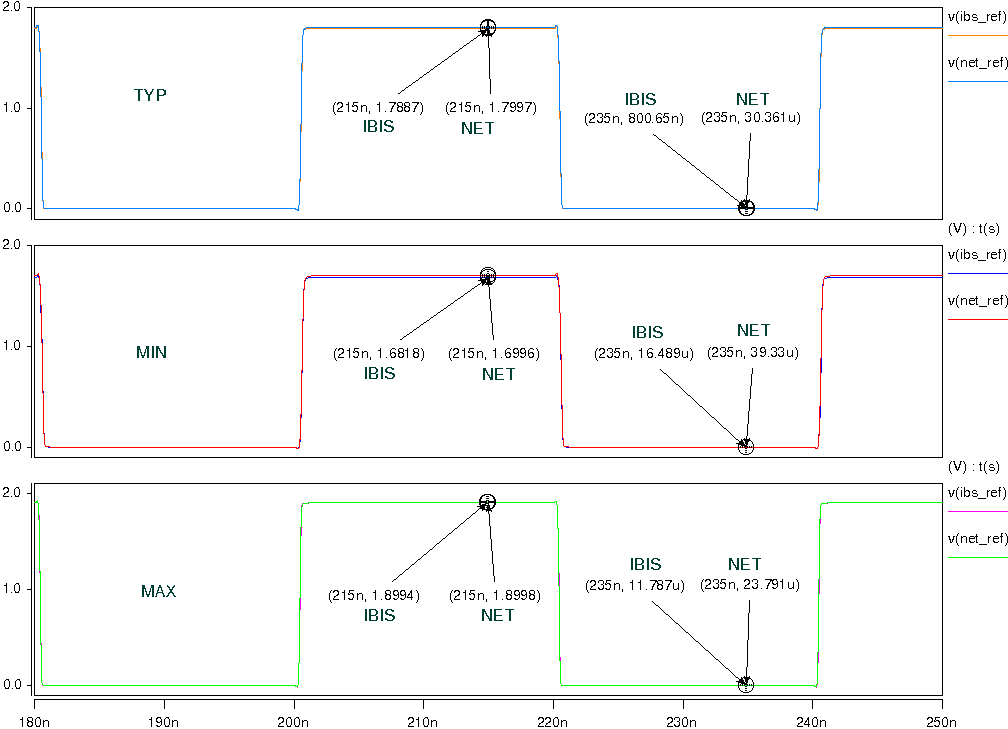 2.0
v(ibs_ref)
v(net_ref)
TYP
1.0
(215n, 1.7887) (215n, 1.7997)
IBIS NET
IBIS NET
(235n, 800.65n) (235n, 30.361u)
0.0
(V) : t(s)
2.0
v(ibs_ref)
v(net_ref)
1.0
MIN
(215n, 1.6818) (215n, 1.6996)
IBIS NET
IBIS NET
(235n, 16.489u) (235n, 39.33u)
0.0
(V) : t(s)
2.0
v(ibs_ref)
v(net_ref)
1.0
MAX
(215n, 1.8994) (215n, 1.8998)
IBIS NET
IBIS NET
(235n, 11.787u) (235n, 23.791u)
0.0
180n 190n 200n 210n 220n 230n 240n 250n